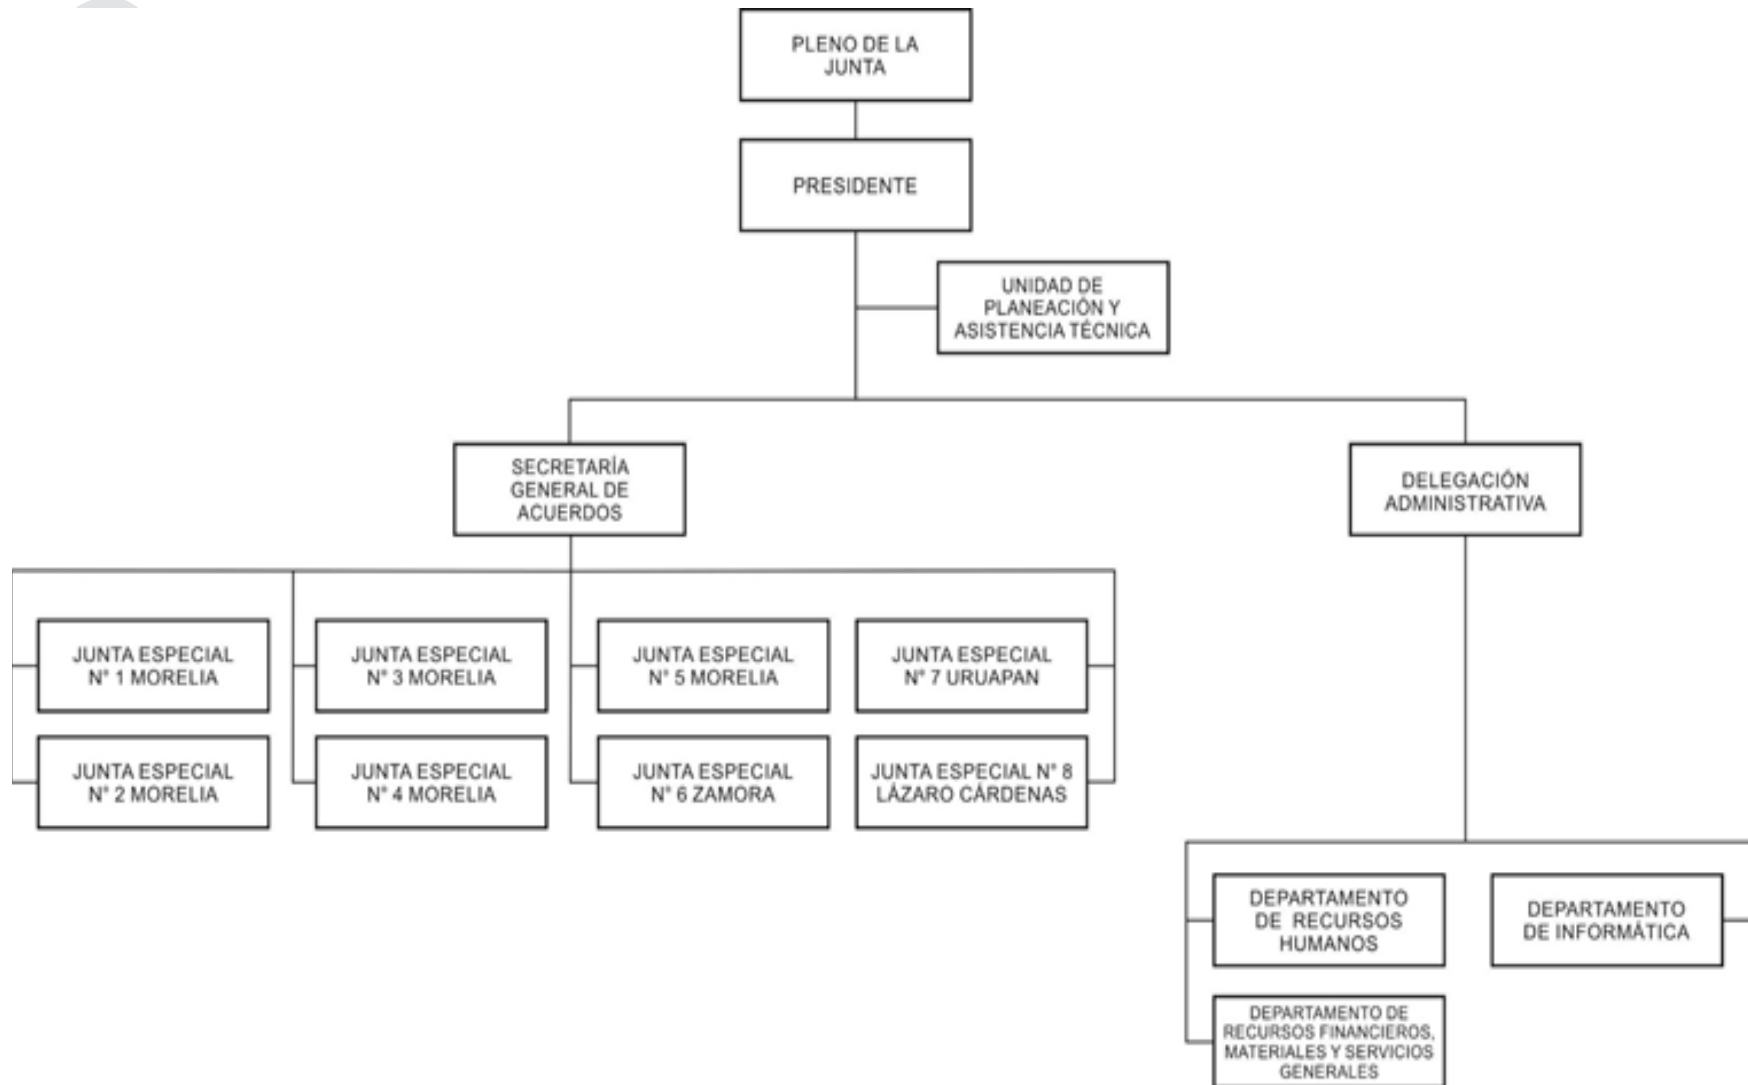 PLENO DE LA
JUNTA
PRESIDENTE
UNIDAD DE
PLANEACIÓN Y
ASISTENCIA TÉCNICA
SECRETARÍA
GENERAL DE
ACUERDOS
DELEGACIÓN
ADMINISTRATIVA
JUNTA ESPECIAL
N° 1 MORELIA
JUNTA ESPECIAL
N° 3 MORELIA
JUNTA ESPECIAL
N° 5 MORELIA
JUNTA ESPECIAL
N° 7 URUAPAN
JUNTA ESPECIAL
N° 2 MORELIA
JUNTA ESPECIAL
N° 4 MORELIA
JUNTA ESPECIAL
N° 6 ZAMORA
JUNTA ESPECIAL N° 8
LÁZARO CÁRDENAS
DEPARTAMENTO
DE RECURSOS
HUMANOS
DEPARTAMENTO
DE INFORMÁTICA
DEPARTAMENTO DE
RECURSOS FINANCIEROS,
MATERIALES Y SERVICIOS
GENERALES